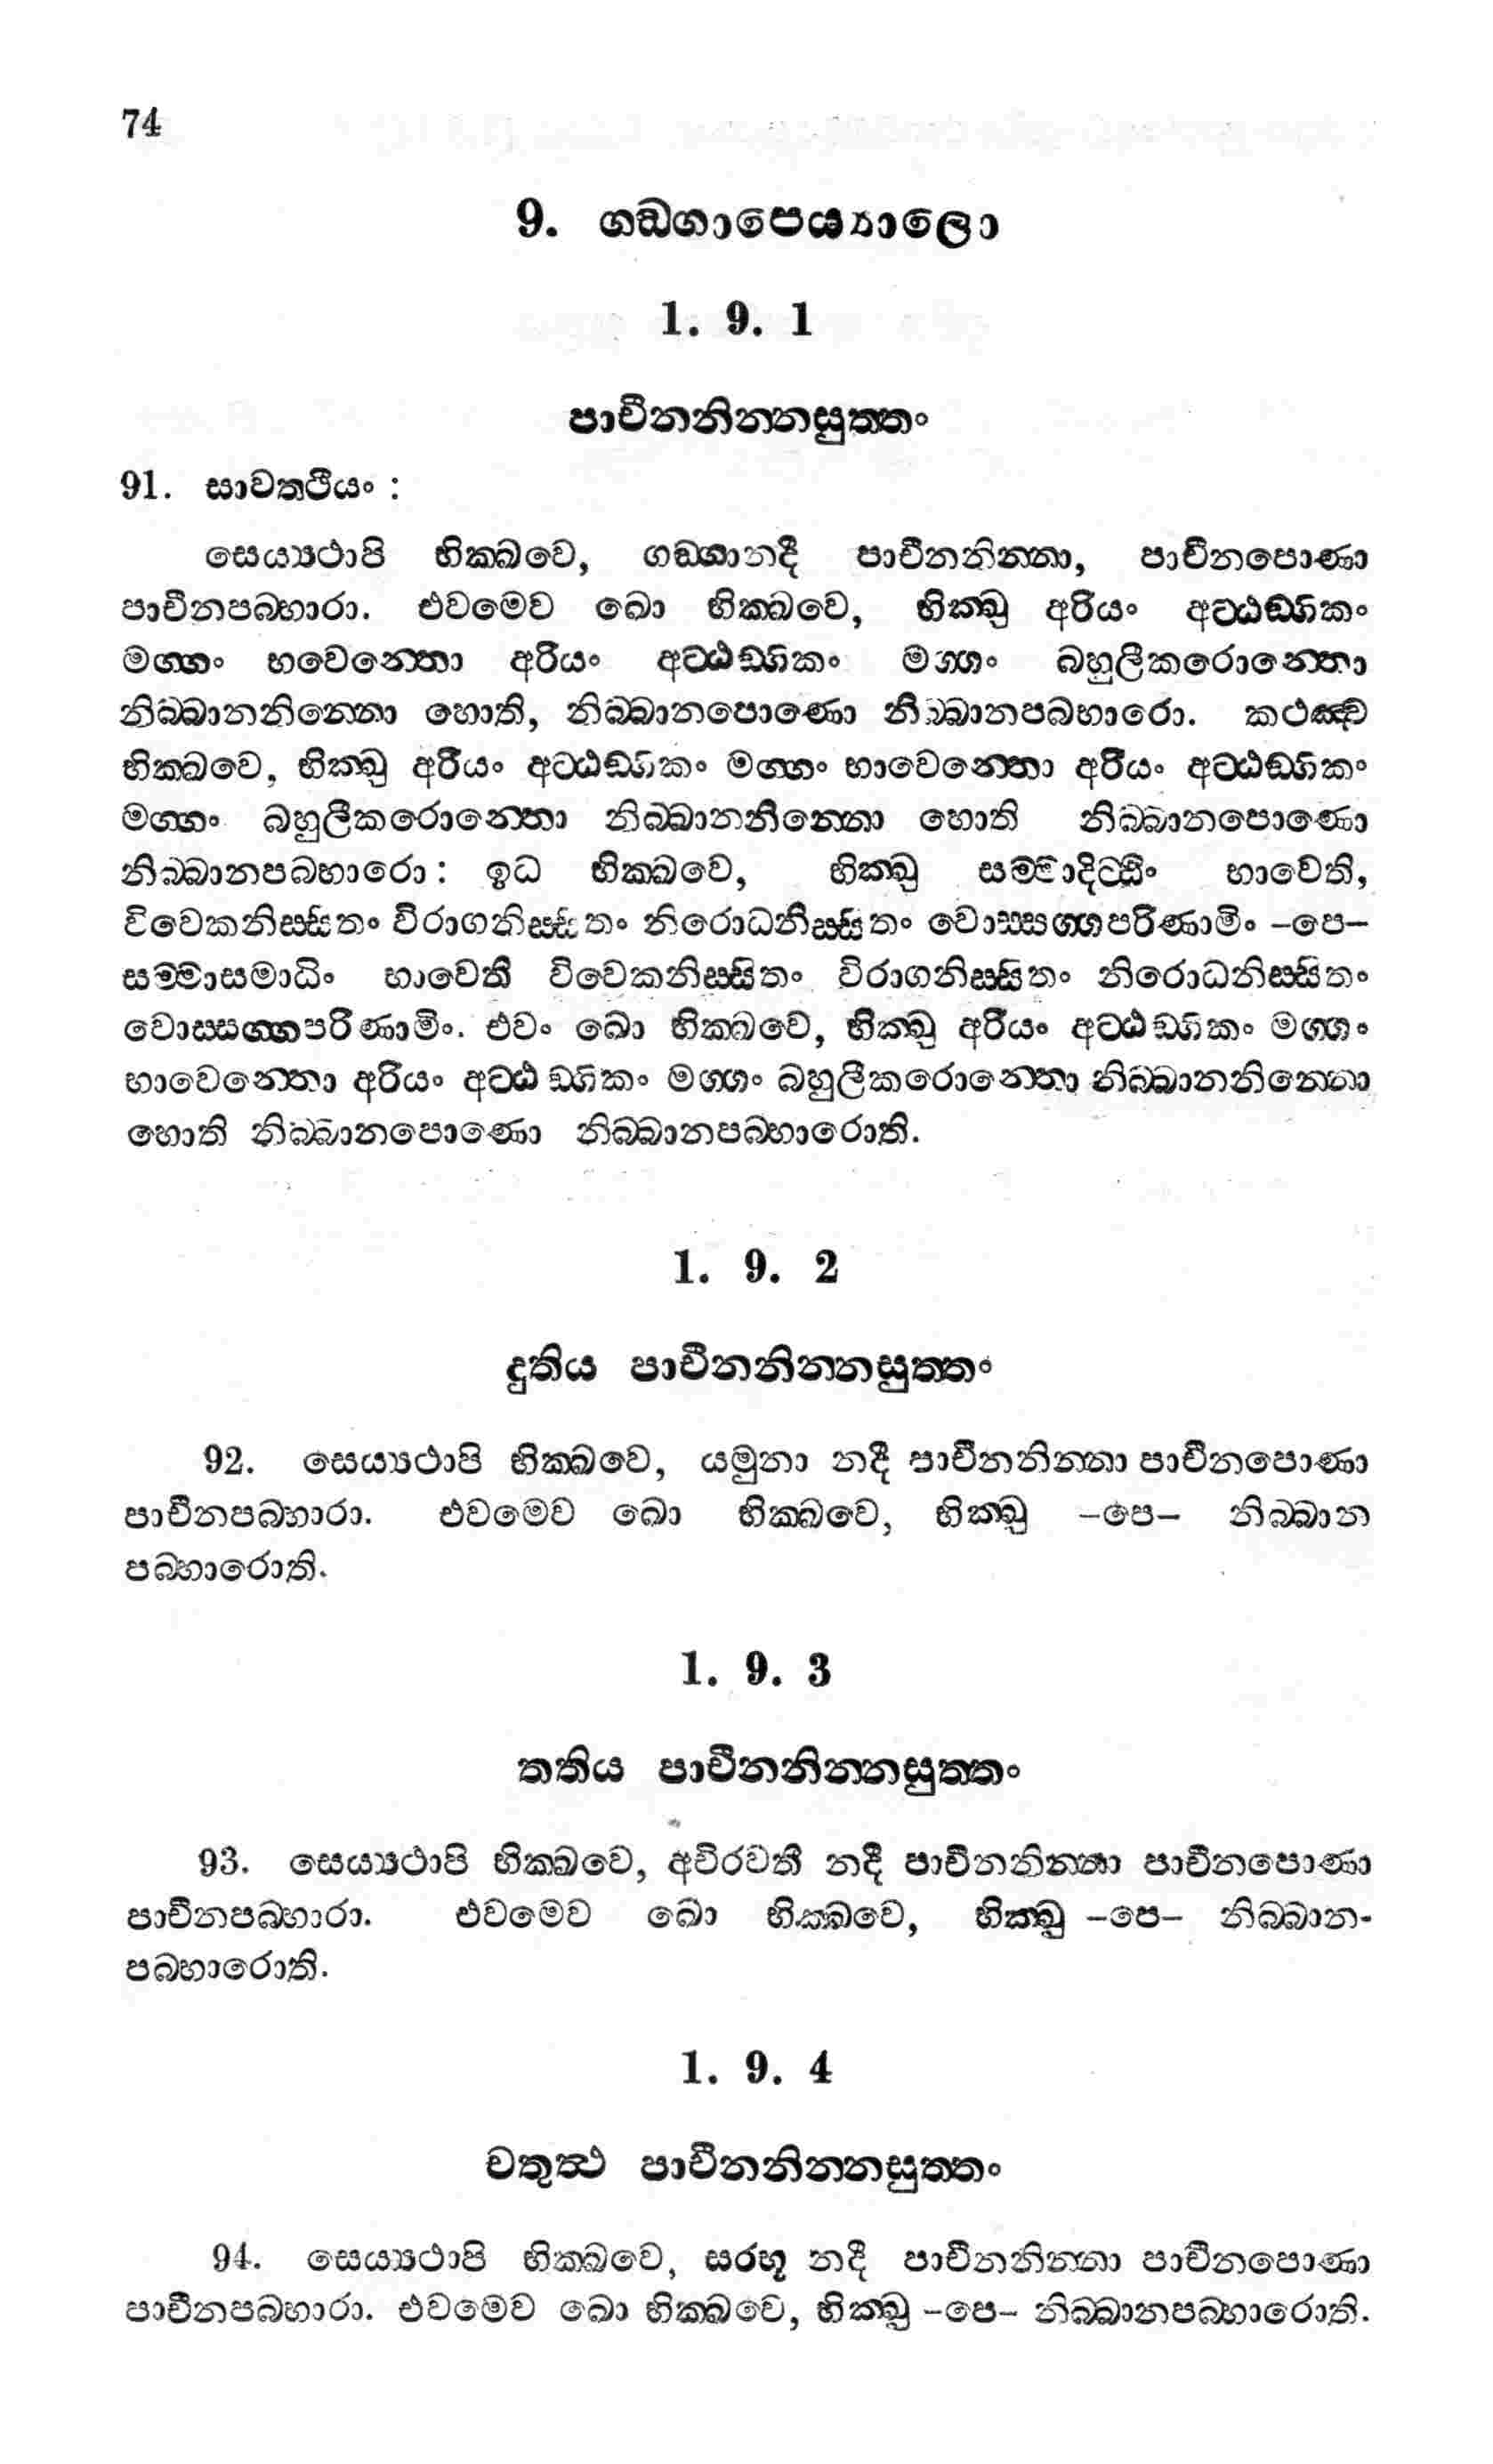 74
9. ගඞ්ගාපෙය්‍යාලො
1. 9. 1
පාචීනනින්නසුත්තං
91. සාවත්ථියං :
සෙය්‍යථාපි භික්ඛවෙ, ගඞ්ගානදී පාචීනනින්නා, පාචීනපොණා
පාචීනපබ්භාරා. එවමෙව ඛො භික්ඛවෙ, භික්ඛු අරියං අට්ඨඞ්ගිකං
මග්ගං භවෙන්තො අරියං අට්ඨඞ්ගිකං මග්ගං බහුලීකරොන්තො
නිබ්බානනින්නො හොති, නිබ්බානපොණො නිබ්බානපබ්භාරො. කථඤ්ච
භික්ඛවෙ, භික්ඛු අරියං අට්ඨඞ්ගිකං මග්ගං භාවෙන්තො අරියං අට්ඨඞ්ගිකං
මග්ගං බහුලීකරොන්තො නිබ්බානනින්නො හොති නිබ්බානපොණො
නිබ්බානපබ්භාරො: ඉධ භික්ඛවෙ, භික්ඛු සම්මාදිට්ඨිං භාවෙති,
විවෙකනිස්සිතං විරාගනිස්සිතං නිරොධනිස්සිතං වොස්සග්ගපරිණාමිං –පෙ–
සම්මාසමාධිං භාවෙති විවෙකනිස්සිතං විරාගනිස්සිතං නිරොධනිස්සිතං
වොස්සග්ගපරිණාමිං. එවං ඛො භික්ඛවෙ, භික්ඛු අරියං අට්ඨඞ්ගිකං මග්ගං
භාවෙන්තො අරියං අට්ඨඞ්ගිකං මග්ගං බහුලීකරොන්තො නිබ්බානනින්නො
හොති නිබ්බානපොණො නිබ්බානපබ්භාරොති.
1. 9. 2
දුතිය පාචීනනින්නසුත්තං
92. සෙය්‍යථාපි භික්ඛවෙ, යමුනා නදී පාචීනනින්නා පාචීනපොණා
පාචීනපබ්භාරා. එවමෙව ඛො භික්ඛවෙ, භික්ඛු –පෙ– නිබ්බාන
පබ්භාරොති.
1. 9. 3
තතිය පාචීනනින්නසුත්තං
93. සෙය්‍යථාපි භික්ඛවෙ, අචිරවතී නදී පාචීනනින්නා පාචීනපොණා
පාචීනපබ්භාරා. එවමෙව ඛො භික්ඛවෙ, භික්ඛු –පෙ– නිබ්බාන-
පබ්භාරොති.
1. 9. 4
චතුත්ථ පාචීනනින්නසුත්තං
94. සෙය්‍යථාපි භික්ඛවෙ, සරභූ නදී පාචීනනින්නා පාචීනපොණා
පාචීනපබ්භාරා. එවමෙව ඛො භික්ඛවෙ, භික්ඛු –පෙ– නිබ්බානපබ්භාරොති.